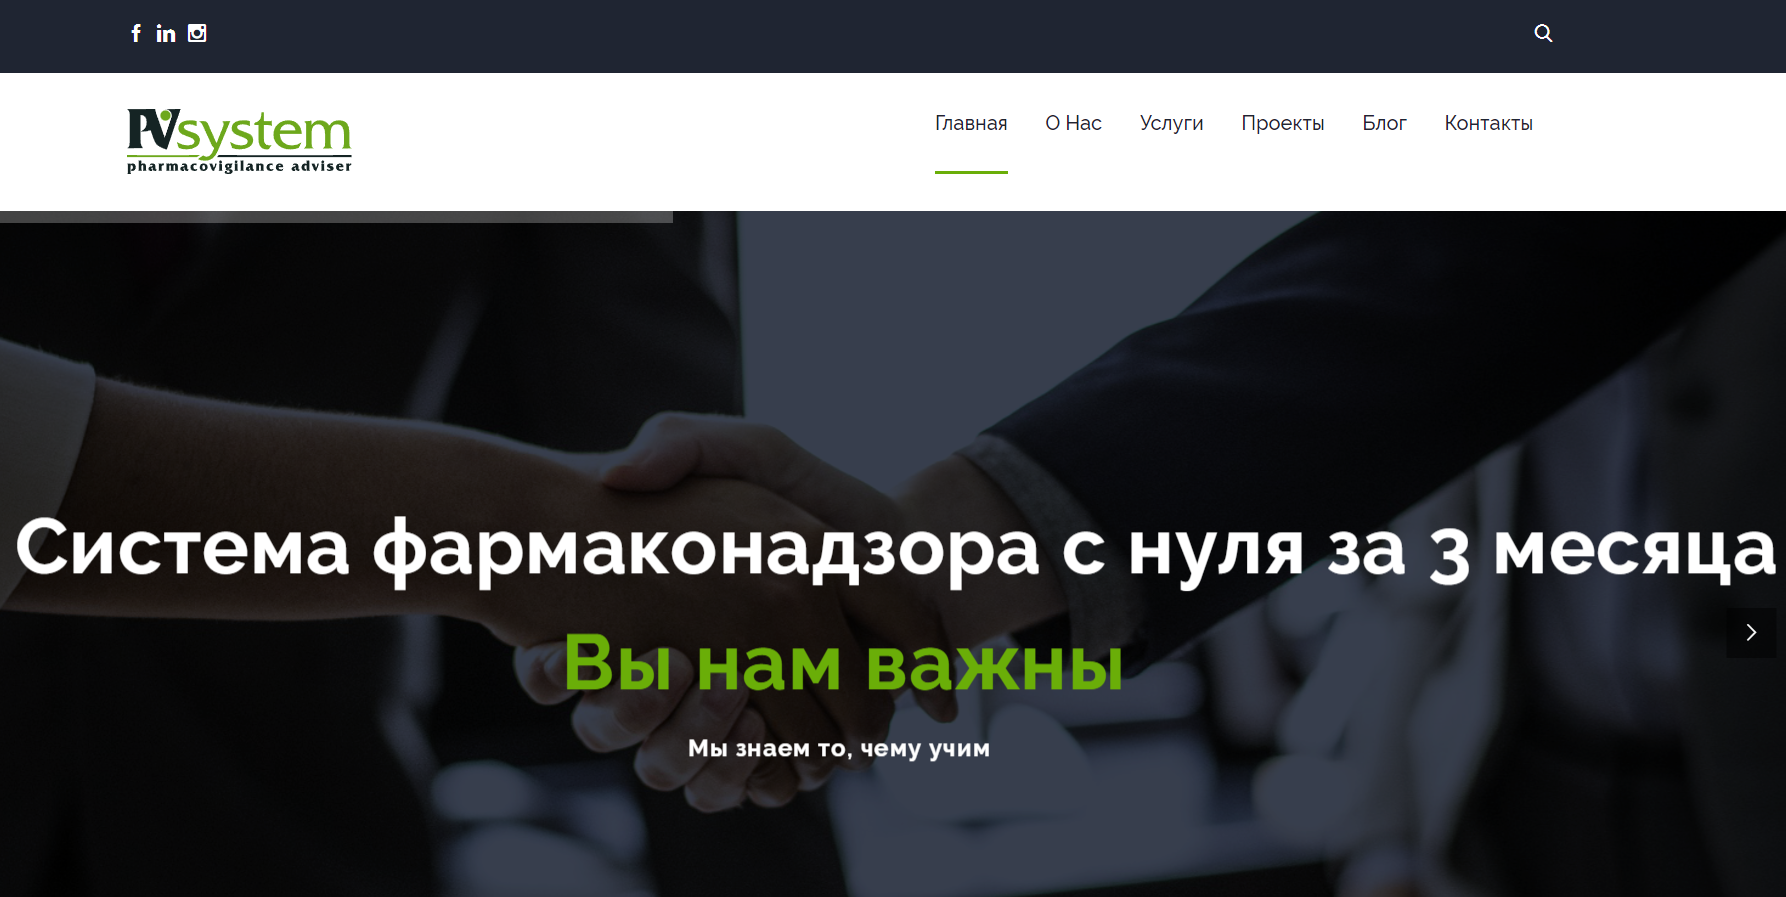 PVsystem
pharmacovigilance adviser
Главная О Нас Услуги Проекты Блог Контакты
Система фармаконадзора с нуля за 3 месяца
Вы нам важны
Мы знаем то, чему учим